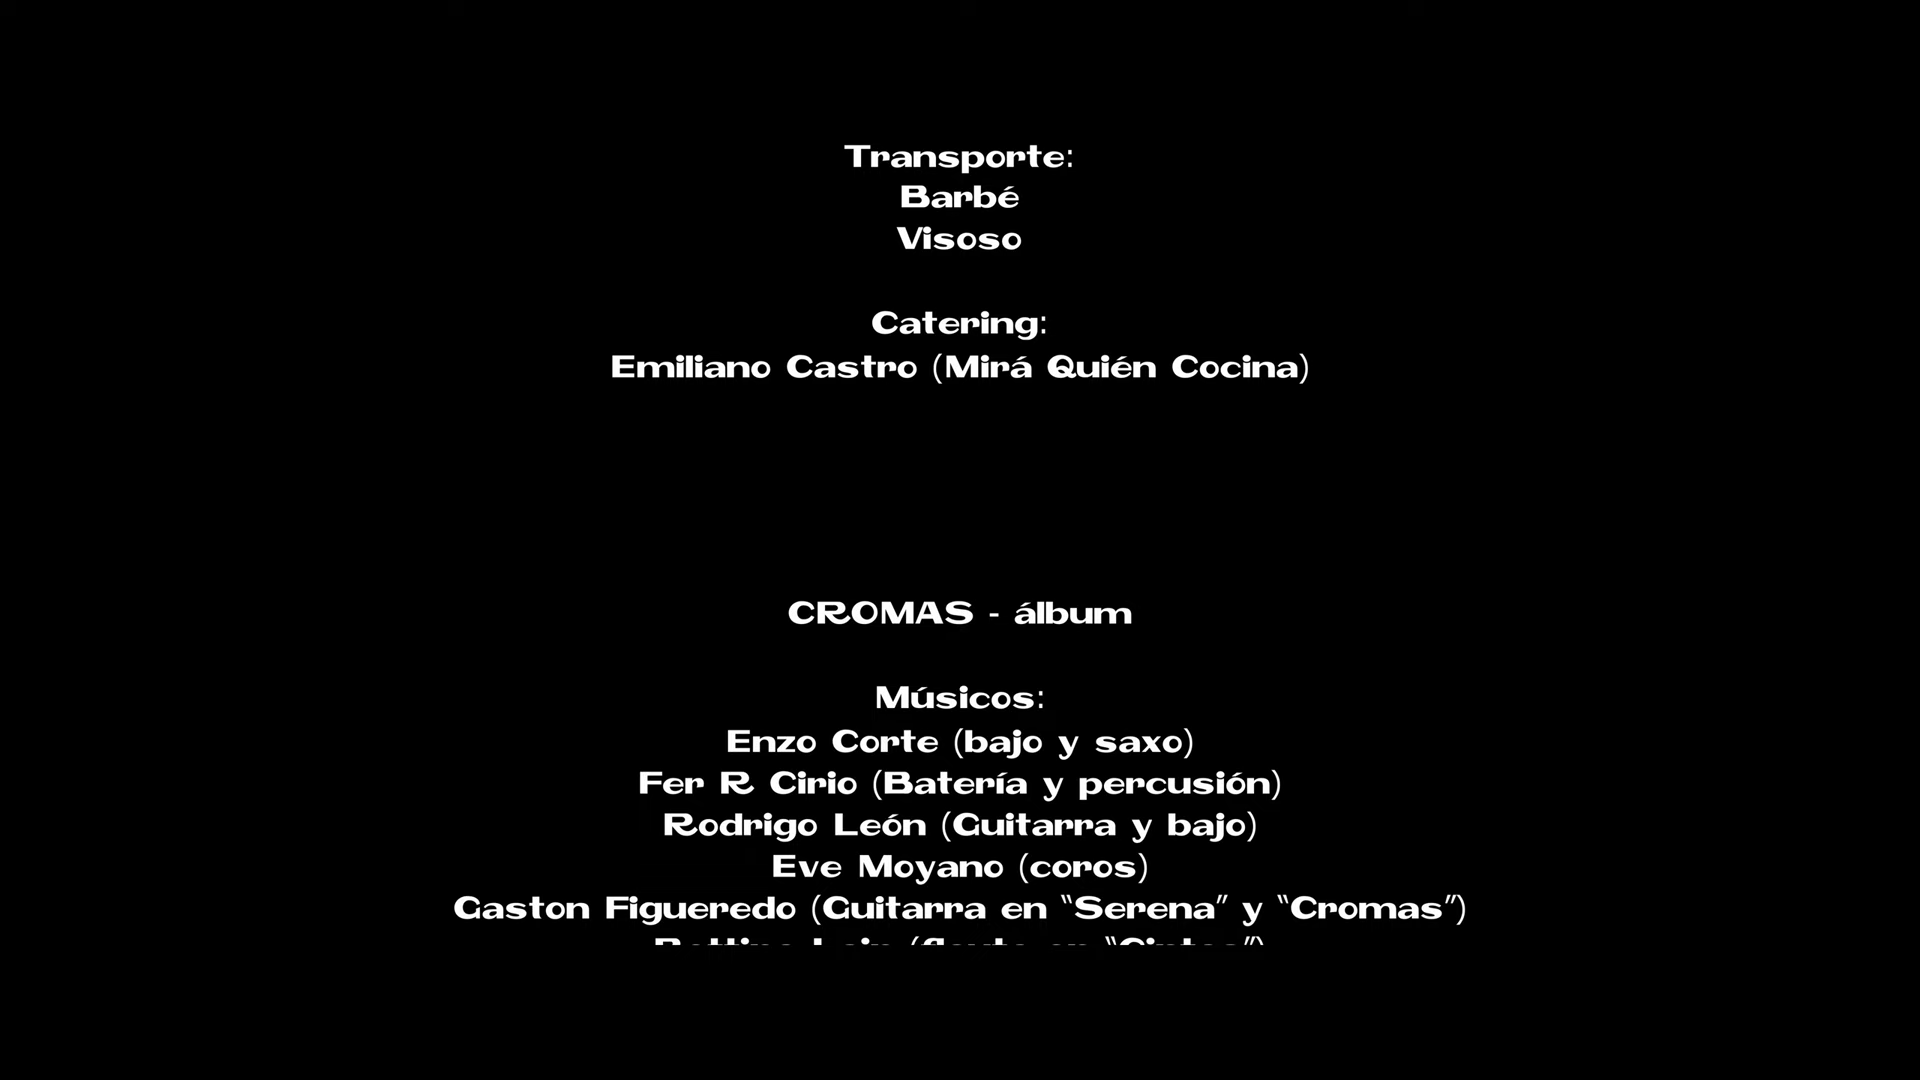 Transporte:
Barbé
Visoso
Catering:
Emiliano Castro (Mirá Quién Cocina)
CROMAS - álbum
Músicos:
Enzo Corte (bajo y saxo)
Fer R Cirio (Batería y percusión)
Rodrigo León (Guitarra y bajo)
Eve Moyano (coros)
Gaston Figueredo (Guitarra en “Serena” y “Cromas”)